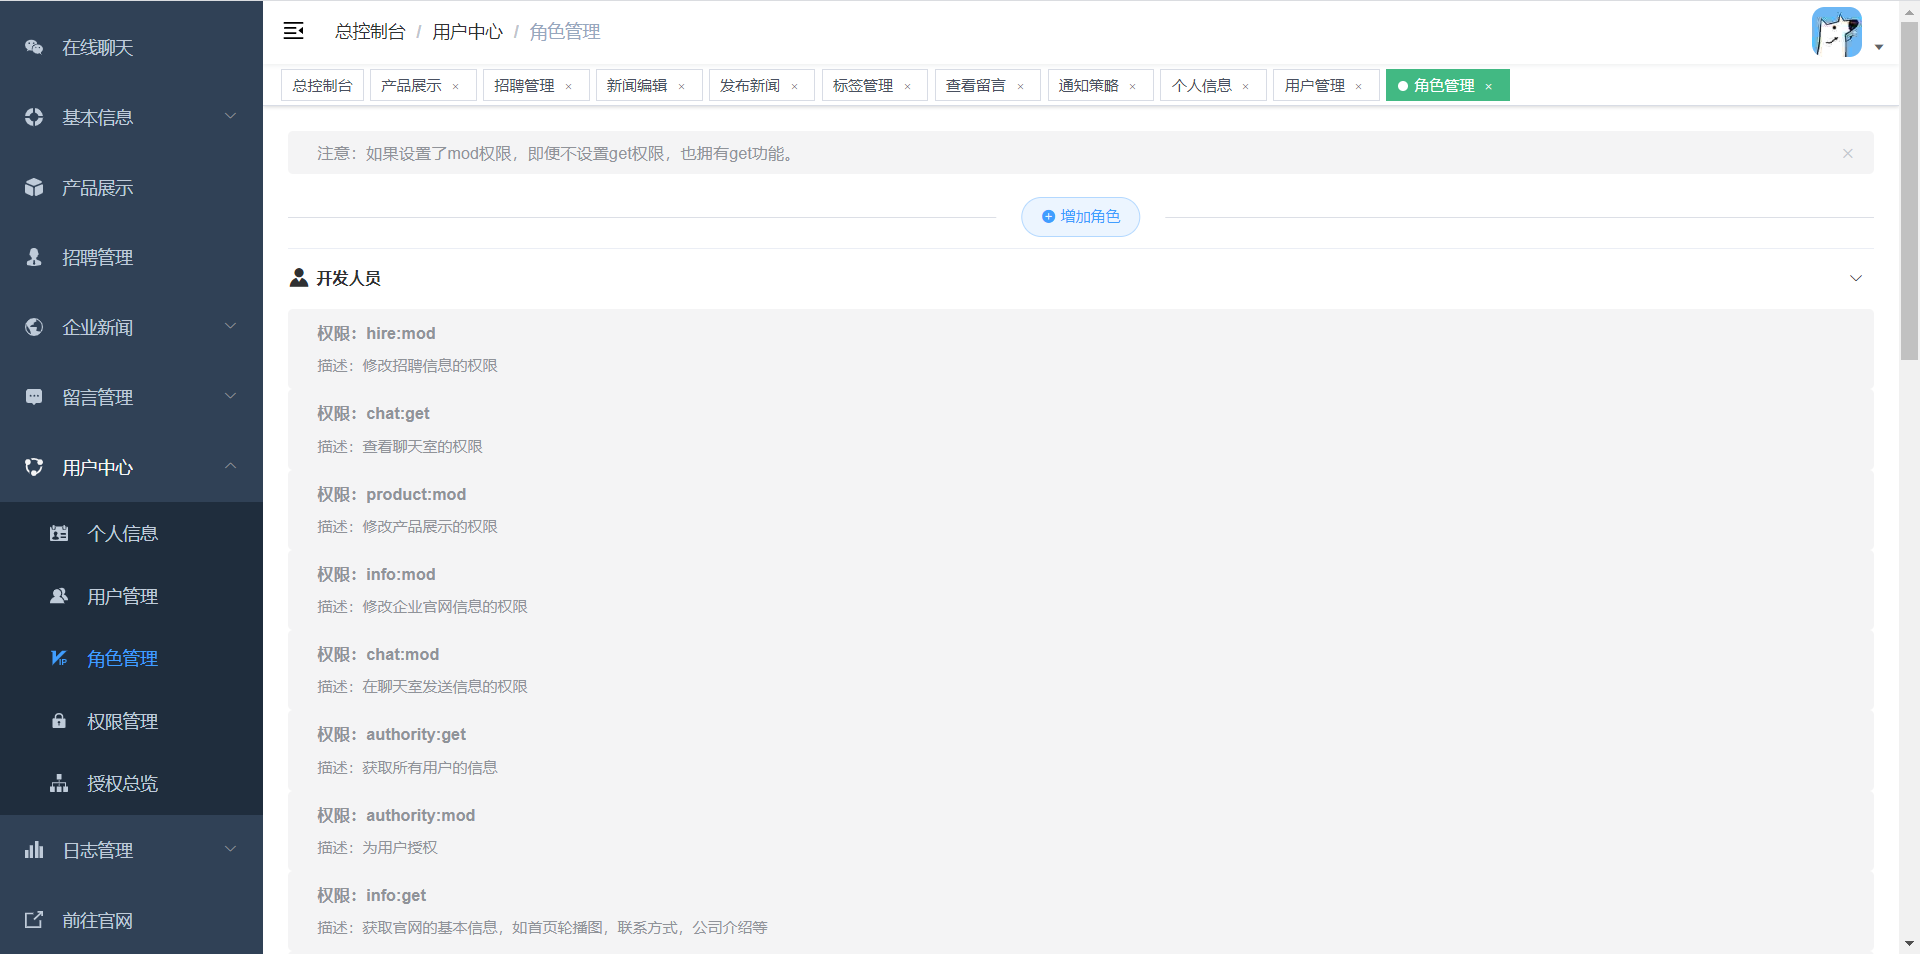 在线聊天
基本信息
产品展示
招聘管理
企业新闻
留言管理
用户中心
个人信息
用户管理
角色管理
权限管理
授权总览
日志管理
前往官网
总控制台 / 用户中心 / 角色管理
总控制台 产品展示 × 招聘管理 × 新闻编辑 × 发布新闻 × 标签管理 × 查看留言 × 通知策略 × 个人信息 × 用户管理 × 角色管理 ×
注意：如果设置了mod权限，即便不设置get权限，也拥有get功能。
增加角色
开发人员
权限：hire:mod
描述：修改招聘信息的权限
权限：chat:get
描述：查看聊天室的权限
权限：product:mod
描述：修改产品展示的权限
权限：info:mod
描述：修改企业官网信息的权限
权限：chat:mod
描述：在聊天室发送信息的权限
权限：authority:get
描述：获取所有用户的信息
权限：authority:mod
描述：为用户授权
权限：info:get
描述：获取官网的基本信息，如首页轮播图，联系方式，公司介绍等